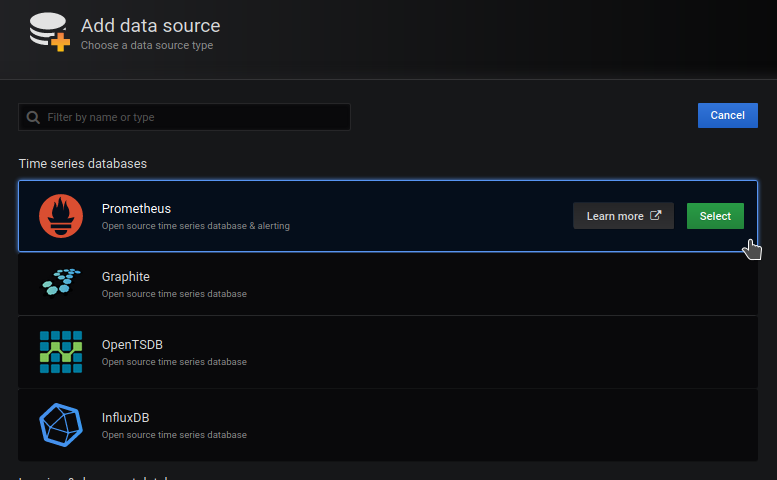 Add data source
Choose a data source type
Filter by name or type
Cancel
Time series databases
Prometheus
Open source time series database & alerting
Learn more
Select
Graphite
Open source time series database
OpenTSDB
Open source time series database
InfluxDB
Open source time series database